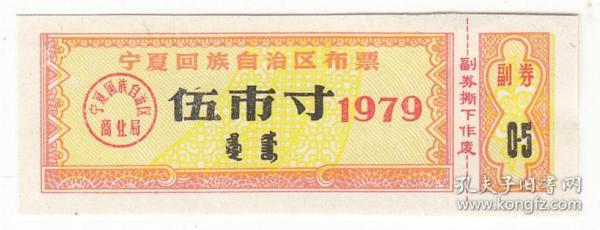 宁夏回族自治区布票
宁夏回族自治区
商业局
伍市寸 1979
副券撕下作废
副券
0·5
孔夫子旧书网
www.kongfz.com